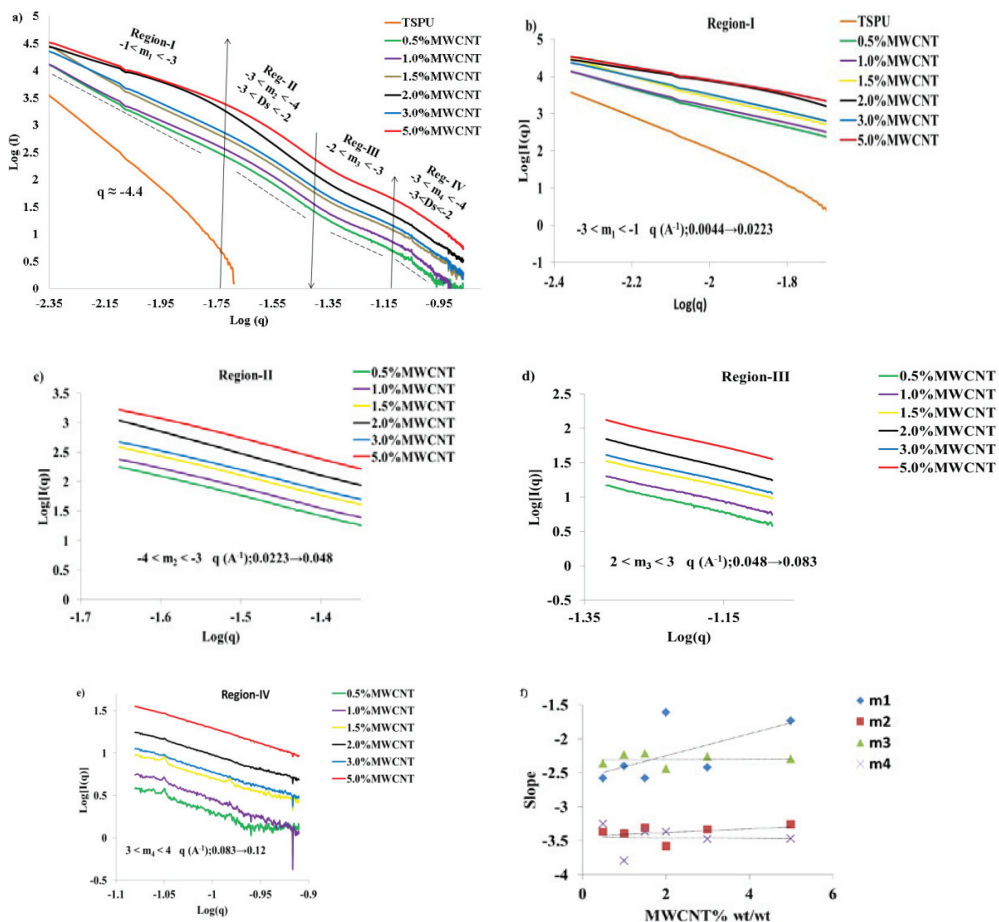 a)
Region-I
-1< m₁ < -3
Reg- II
-3 < m₂ < -4
-3 < Ds < -2
Reg-III
-2 < m₃ < -3
Reg- IV
-3 < m₄ < -4
-3<Ds<-2
q ≈ -4.4
TSPU
0.5%MWCNT
1.0%MWCNT
1.5%MWCNT
2.0%MWCNT
3.0%MWCNT
5.0%MWCNT
Log (I)
5
4.5
4
3.5
3
2.5
2
1.5
1
0.5
0
-2.35 -2.15 -1.95 -1.75 -1.55 -1.35 -1.15 -0.95
Log (q)
b)
Region-I
TSPU
0.5%MWCNT
1.0%MWCNT
1.5%MWCNT
2.0%MWCNT
3.0%MWCNT
5.0%MWCNT
Log[I(q)]
5
4
3
2
1
0
-1
-3 < m₁ < -1 q (A⁻¹);0.0044→0.0223
-2.4 -2.2 -2 -1.8
Log(q)
c)
Region-II
0.5%MWCNT
1.0%MWCNT
1.5%MWCNT
2.0%MWCNT
3.0%MWCNT
5.0%MWCNT
Log[I(q)]
3.5
3
2.5
2
1.5
1
0.5
0
-4 < m₂ < -3 q (A⁻¹);0.0223→0.048
-1.7 -1.6 -1.5 -1.4
Log(q)
d)
Region-III
0.5%MWCNT
1.0%MWCNT
1.5%MWCNT
2.0%MWCNT
3.0%MWCNT
5.0%MWCNT
Log[I(q)]
2.5
2
1.5
1
0.5
0
-0.5
2 < m₃ < 3 q (A⁻¹);0.048→0.083
-1.35 -1.15
Log(q)
e)
Region-IV
0.5%MWCNT
1.0%MWCNT
1.5%MWCNT
2.0%MWCNT
3.0%MWCNT
5.0%MWCNT
Log[I(q)]
1.5
1
0.5
0
-0.5
3 < m₄ < 4 q (A⁻¹);0.083→0.12
-1.1 -1.05 -1 -0.95 -0.9
Log(q)
f)
m1
m2
m3
m4
Slope
-1.5
-2
-2.5
-3
-3.5
-4
0 2 4 6
MWCNT% wt/wt